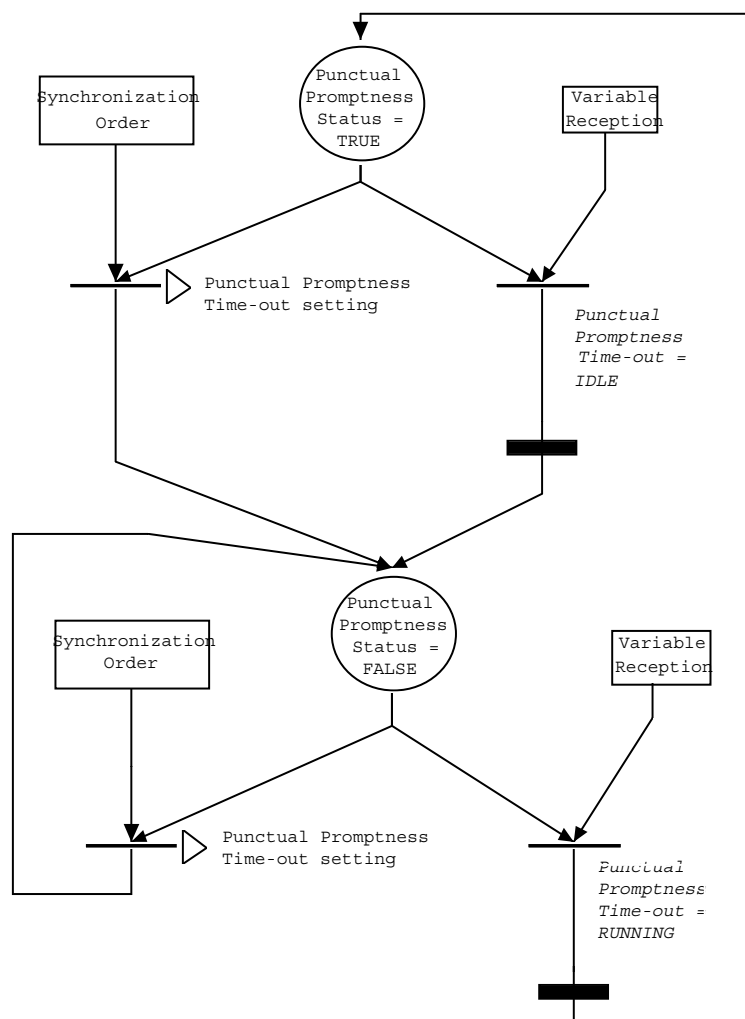 Punctual
Promptness
Status =
TRUE
Synchronization
Order
Variable
Reception
Punctual Promptness
Time-out setting
Punctual
Promptness
Time-out =
IDLE
Punctual
Promptness
Status =
FALSE
Synchronization
Order
Variable
Reception
Punctual Promptness
Time-out setting
Punctual
Promptness
Time-out =
RUNNING